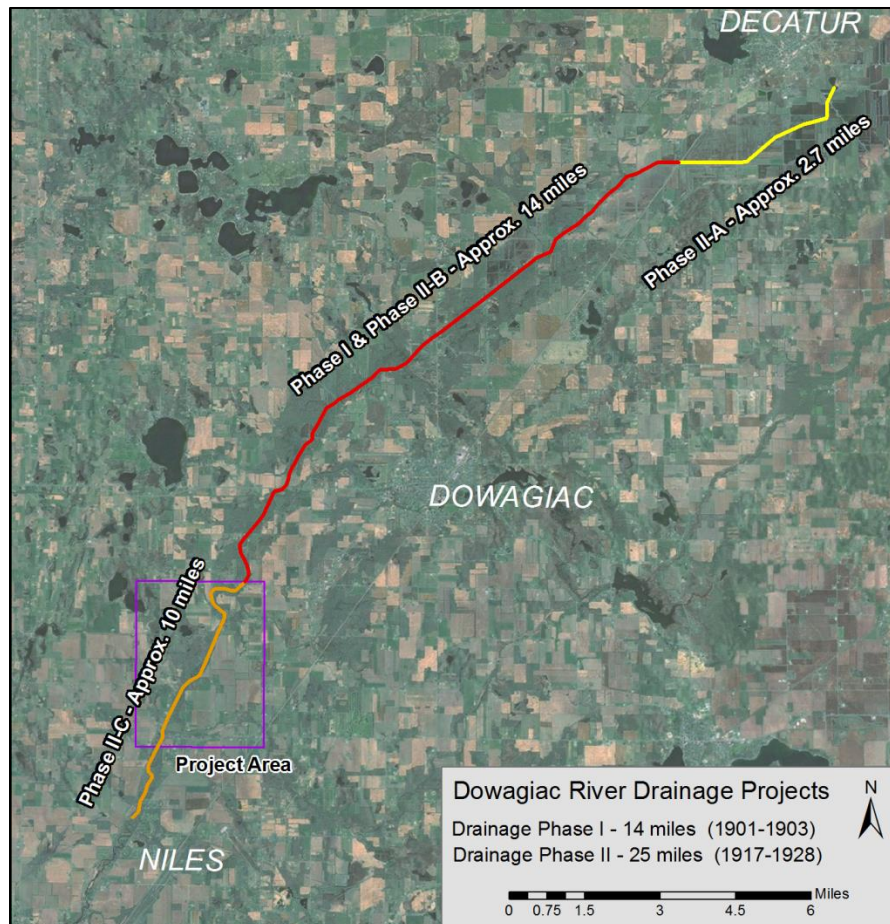 DECATUR
Phase I & Phase II-B - Approx. 14 miles
Phase II-A - Approx. 2.7 miles
DOWAGIAC
Phase II-C - Approx. 10 miles
Project Area
NILES
Dowagiac River Drainage Projects
N
Drainage Phase I - 14 miles (1901-1903)
Drainage Phase II - 25 miles (1917-1928)
Miles
0 0.75 1.5 3 4.5 6